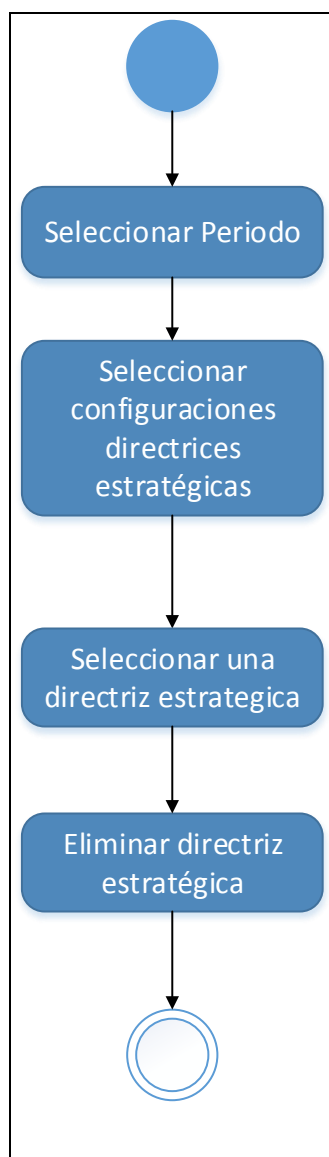 Seleccionar Periodo
Seleccionar
configuraciones
directrices
estratégicas
Seleccionar una
directriz estrategica
Eliminar directriz
estratégica